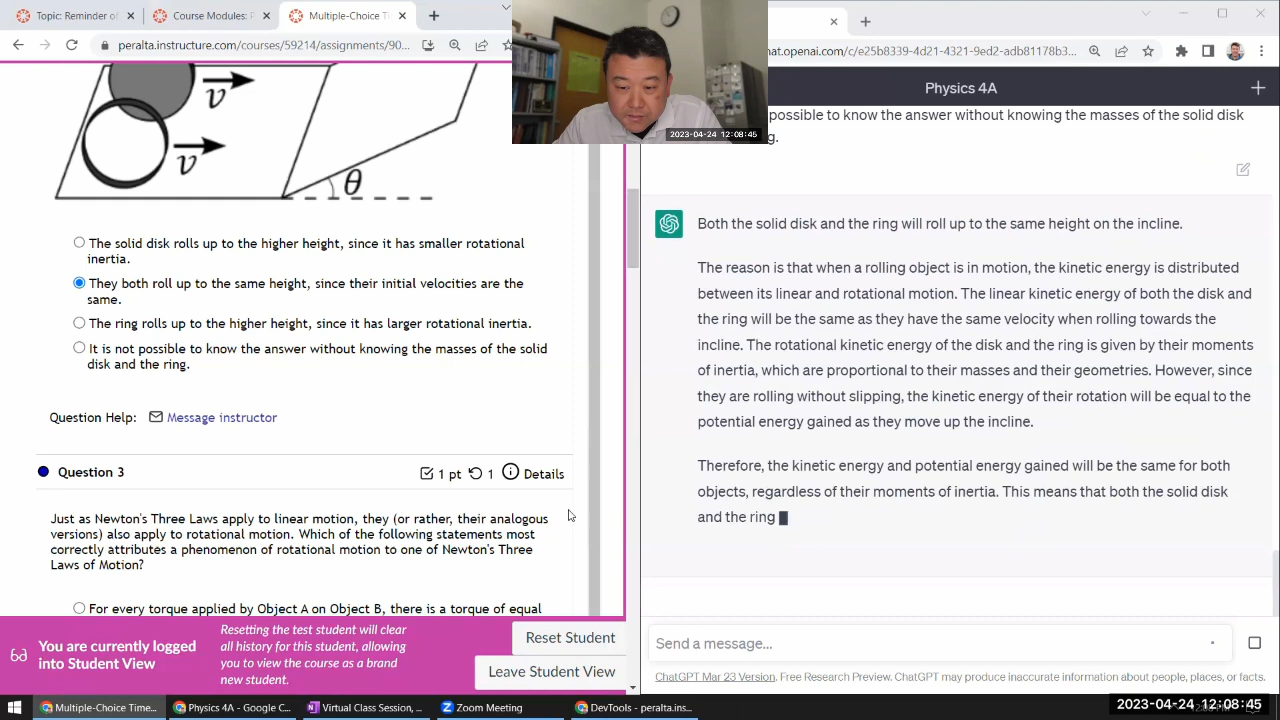 Topic: Reminder of
Course Modules: P
Multiple-Choice Ti
peralta.instructure.com/courses/59214/assignments/90...
hat.openai.com/c/e25b8339-4d21-4321-9ed2-adb81178b3...
2023-04-24 12:08:45
Physics 4A
v
v
θ
The solid disk rolls up to the higher height, since it has smaller rotational
inertia.
They both roll up to the same height, since their initial velocities are the
same.
The ring rolls up to the higher height, since it has larger rotational inertia.
It is not possible to know the answer without knowing the masses of the solid
disk and the ring.
Question Help:
Message instructor
Question 3
1 pt
1
Details
Just as Newton's Three Laws apply to linear motion, they (or rather, their analogous
versions) also apply to rotational motion. Which of the following statements most
correctly attributes a phenomenon of rotational motion to one of Newton's Three
Laws of Motion?
For every torque applied by Object A on Object B, there is a torque of equal
You are currently logged
into Student View
Resetting the test student will clear
all history for this student, allowing
you to view the course as a brand
new student.
Reset Student
Leave Student View
possible to know the answer without knowing the masses of the solid disk
g.
Both the solid disk and the ring will roll up to the same height on the incline.
The reason is that when a rolling object is in motion, the kinetic energy is distributed
between its linear and rotational motion. The linear kinetic energy of both the disk and
the ring will be the same as they have the same velocity when rolling towards the
incline. The rotational kinetic energy of the disk and the ring is given by their moments
of inertia, which are proportional to their masses and their geometries. However, since
they are rolling without slipping, the kinetic energy of their rotation will be equal to the
potential energy gained as they move up the incline.
Therefore, the kinetic energy and potential energy gained will be the same for both
objects, regardless of their moments of inertia. This means that both the solid disk
and the ring
Send a message...
ChatGPT Mar 23 Version. Free Research Preview. ChatGPT may produce inaccurate information about people, places, or facts.
Multiple-Choice Time...
Physics 4A - Google C...
Virtual Class Session, ...
Zoom Meeting
DevTools - peralta.ins...
2023-04-24 12:08:45